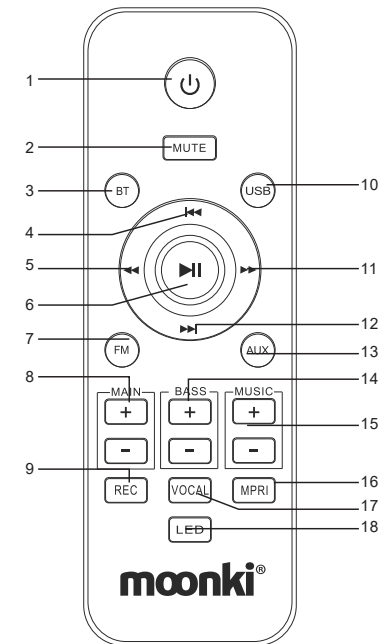 1
2 MUTE
3 BT USB 10
4
5 11
6
12
7 FM AUX 13
8 MAIN BASS MUSIC 14
+ + +
15
- - -
9 REC VOCAL MPRI 16
17
LED 18
moonki®